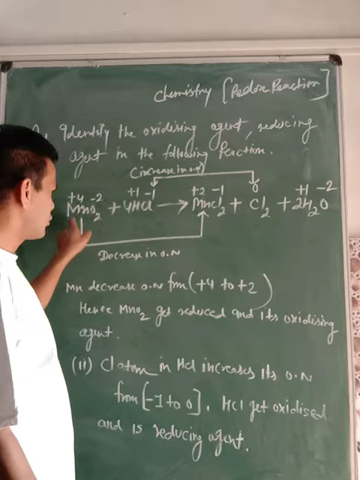 Chemistry [Redox Reaction]
Identify the oxidising agent, reducing
agent in the following Reaction.
(increase in O.N)
+4 -2 +1 -1 +2 -1 0 +1 -2
MnO₂ + 4HCl → MnCl₂ + Cl₂ + 2H₂O
Decrease in O.N
Mn decrease O.N from (+4 to +2)
Hence MnO₂ get reduced and its oxidising
agent.
(ii) Cl atom in HCl increases its O.N
from [-1 to 0]. HCl get oxidised
and is reducing agent.